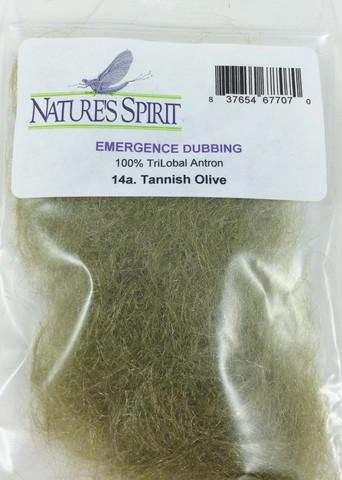 NATURE'S SPIRIT
8 37654 67707 0
EMERGENCE DUBBING
100% TriLobal Antron
14a. Tannish Olive